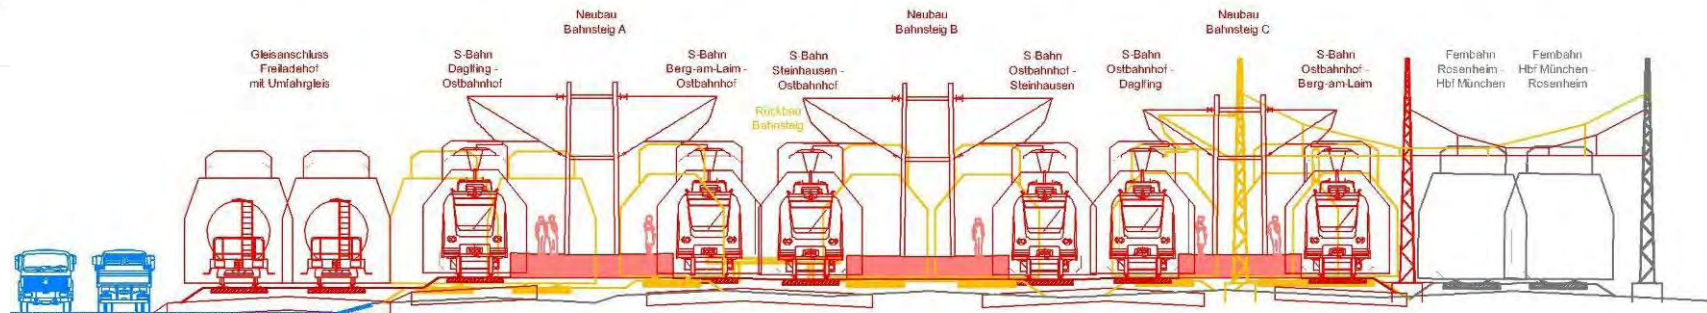 Gleisanschluss
Freiladehof
mit Umfahrgleis
S-Bahn
Daglfing -
Ostbahnhof
Neubau
Bahnsteig A
S-Bahn
Berg-am-Laim -
Ostbahnhof
S-Bahn
Steinhausen -
Ostbahnhof
Rückbau
Bahnsteig
Neubau
Bahnsteig B
S-Bahn
Ostbahnhof -
Steinhausen
S-Bahn
Ostbahnhof -
Daglfing
Neubau
Bahnsteig C
S-Bahn
Ostbahnhof -
Berg-am-Laim
Fernbahn
Rosenheim -
Hbf München
Fernbahn
Hbf München -
Rosenheim